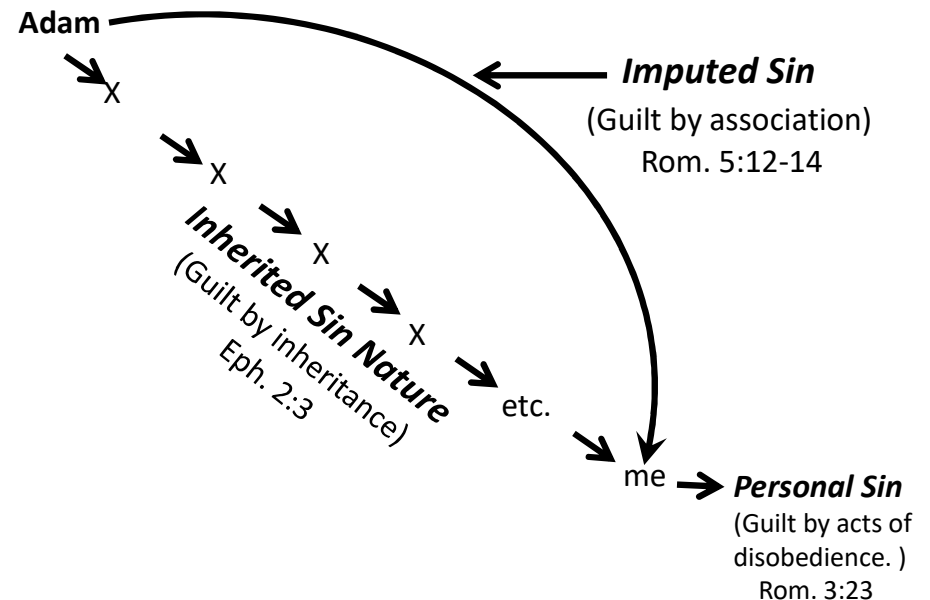 Adam
Imputed Sin
(Guilt by association)
Rom. 5:12-14
X
X
X
X
etc.
Inherited Sin Nature
(Guilt by inheritance)
Eph. 2:3
me
Personal Sin
(Guilt by acts of
disobedience. )
Rom. 3:23